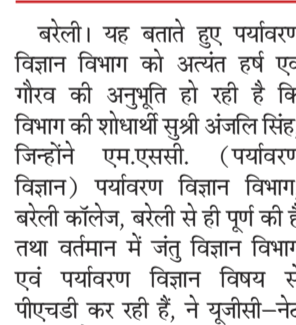 बरेली। यह बताते हुए पर्यावरण
विज्ञान विभाग को अत्यंत हर्ष एवं
गौरव की अनुभूति हो रही है कि
विभाग की शोधार्थी सुश्री अंजलि सिंह,
जिन्होंने एम.एससी. (पर्यावरण
विज्ञान) पर्यावरण विज्ञान विभाग
बरेली कॉलेज, बरेली से ही पूर्ण की है
तथा वर्तमान में जंतु विज्ञान विभाग
एवं पर्यावरण विज्ञान विषय से
पीएचडी कर रही हैं, ने यूजीसी–नेट